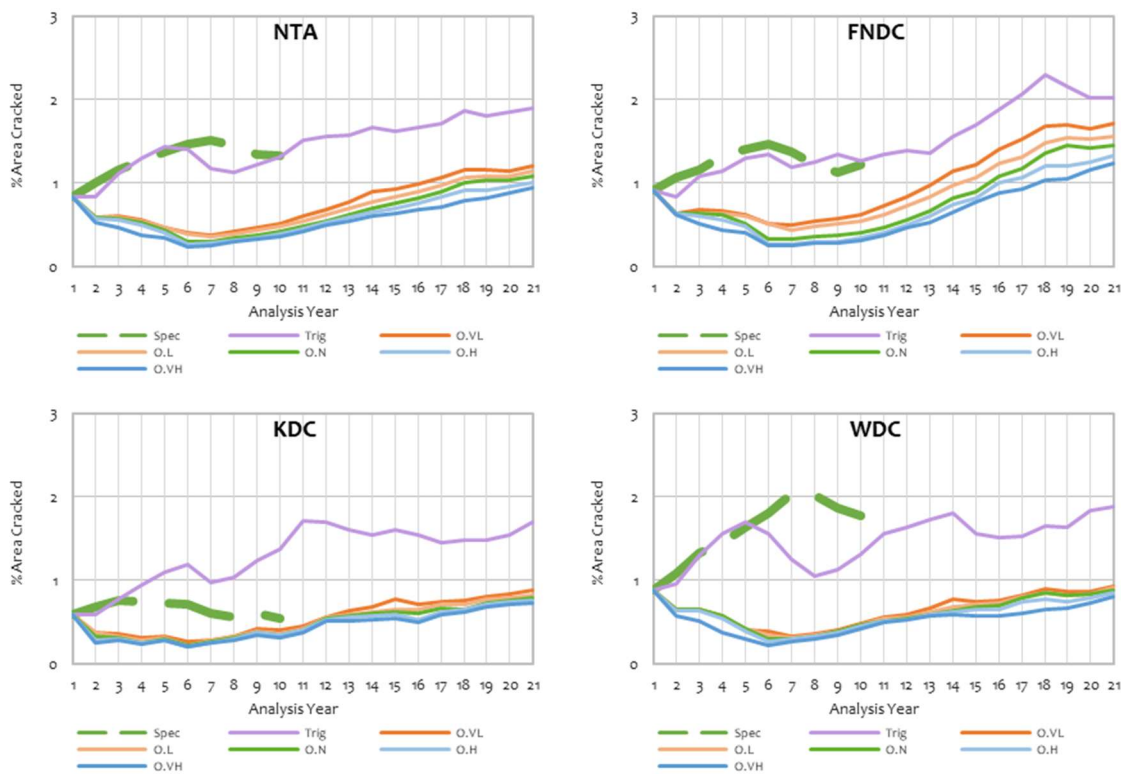 NTA
3
2
1
0
% Area Cracked
1 2 3 4 5 6 7 8 9 10 11 12 13 14 15 16 17 18 19 20 21
Analysis Year
Spec Trig O.VL
O.L O.N O.H
O.VH
FNDC
3
2
1
0
% Area Cracked
1 2 3 4 5 6 7 8 9 10 11 12 13 14 15 16 17 18 19 20 21
Analysis Year
Spec Trig O.VL
O.L O.N O.H
O.VH
KDC
3
2
1
0
% Area Cracked
1 2 3 4 5 6 7 8 9 10 11 12 13 14 15 16 17 18 19 20 21
Analysis Year
Spec Trig O.VL
O.L O.N O.H
O.VH
WDC
3
2
1
0
% Area Cracked
1 2 3 4 5 6 7 8 9 10 11 12 13 14 15 16 17 18 19 20 21
Analysis Year
Spec Trig O.VL
O.L O.N O.H
O.VH